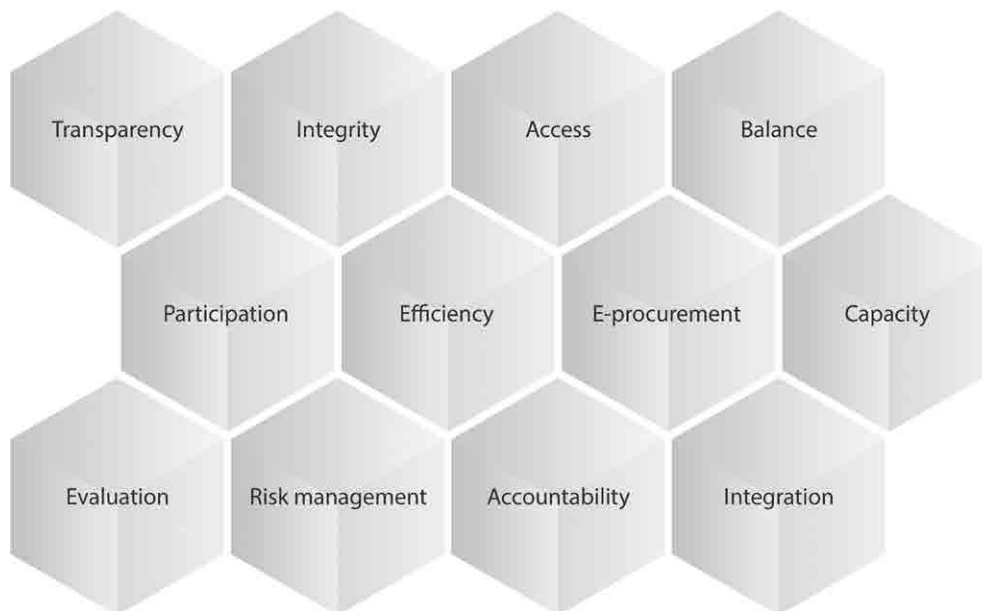 Transparency
Integrity
Access
Balance
Participation
Efficiency
E-procurement
Capacity
Evaluation
Risk management
Accountability
Integration